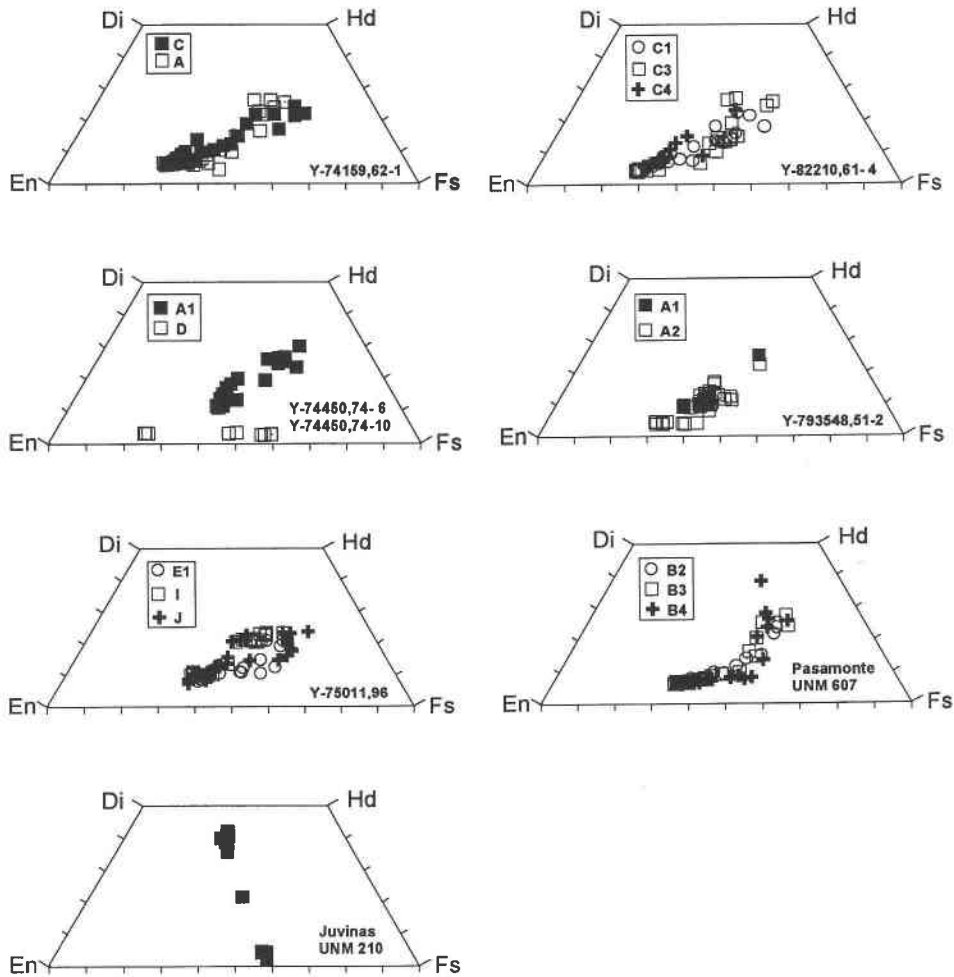 Di Hd
C
A
Y-74159,62-1
En Fs
Di Hd
C1
C3
C4
Y-82210,61- 4
En Fs
Di Hd
A1
D
Y-74450,74- 6
Y-74450,74-10
En Fs
Di Hd
A1
A2
Y-793548,51-2
En Fs
Di Hd
E1
I
J
Y-75011,96
En Fs
Di Hd
B2
B3
B4
Pasamonte
UNM 607
En Fs
Di Hd
Juvinas
UNM 210
En Fs